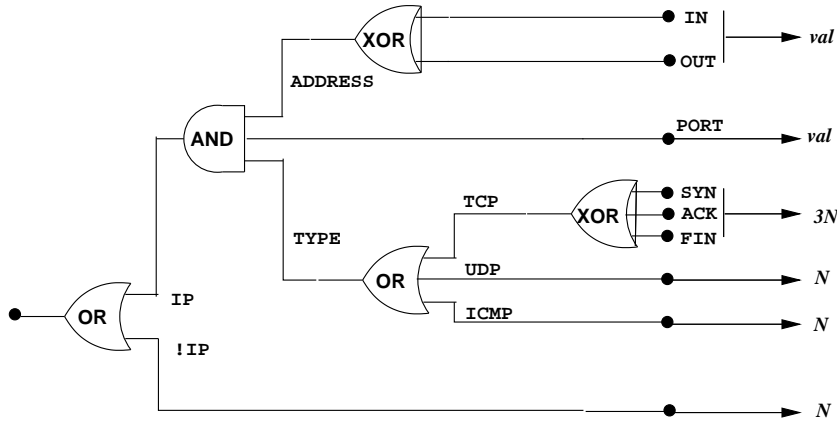 IN
XOR
val
OUT
ADDRESS
PORT
AND
val
SYN
TCP
XOR
ACK
3N
FIN
TYPE
UDP
OR
N
IP
ICMP
OR
N
!IP
N